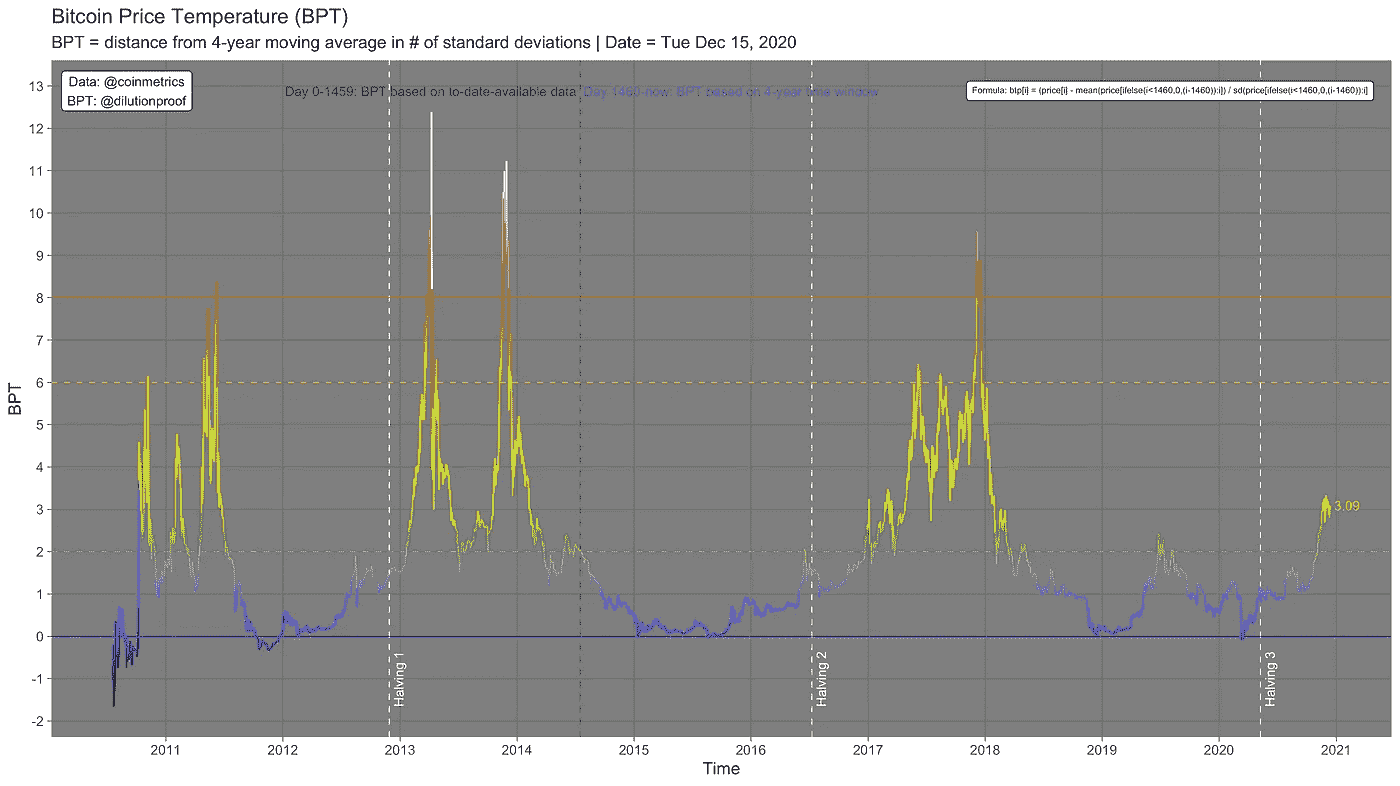 Bitcoin Price Temperature (BPT)
BPT = distance from 4-year moving average in # of standard deviations | Date = Tue Dec 15, 2020
Data: @coinmetrics
BPT: @dilutionproof
Day 0-1459: BPT based on to-date-available data
Day 1460-now: BPT based on 4-year time window
Formula: btp[i] = (price[i] - mean(price[ifelse(i<1460,0,(i-1460)):i]) / sd(price[ifelse(i<1460,0,(i-1460)):i]
13
12
11
10
9
8
7
6
5
4
3
2
1
0
-1
-2
BPT
3.09
Halving 1
Halving 2
Halving 3
2011 2012 2013 2014 2015 2016 2017 2018 2019 2020 2021
Time